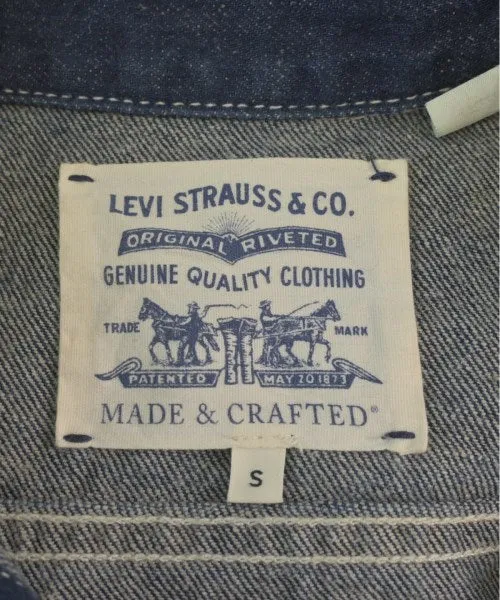 LEVI STRAUSS & CO.
ORIGINAL RIVETED
GENUINE QUALITY CLOTHING
TRADE MARK
PATENTED MAY 20 1873
MADE & CRAFTED®
S